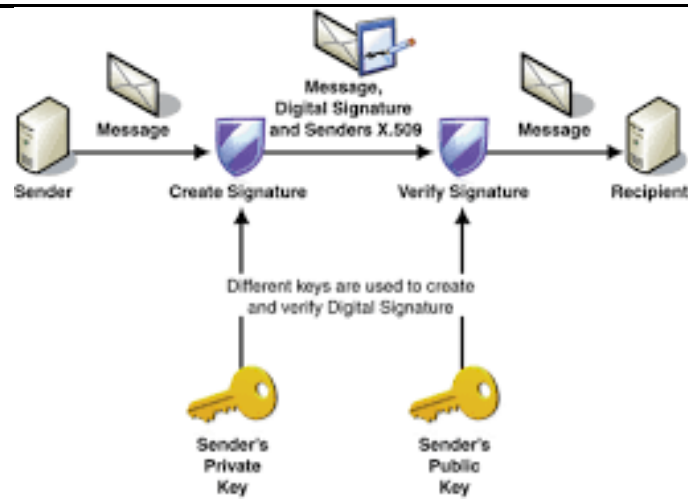 Message,
Digital Signature
and Senders X.509
Message
Message
Sender
Create Signature
Verify Signature
Recipient
Different keys are used to create
and verify Digital Signature
Sender's
Private
Key
Sender's
Public
Key